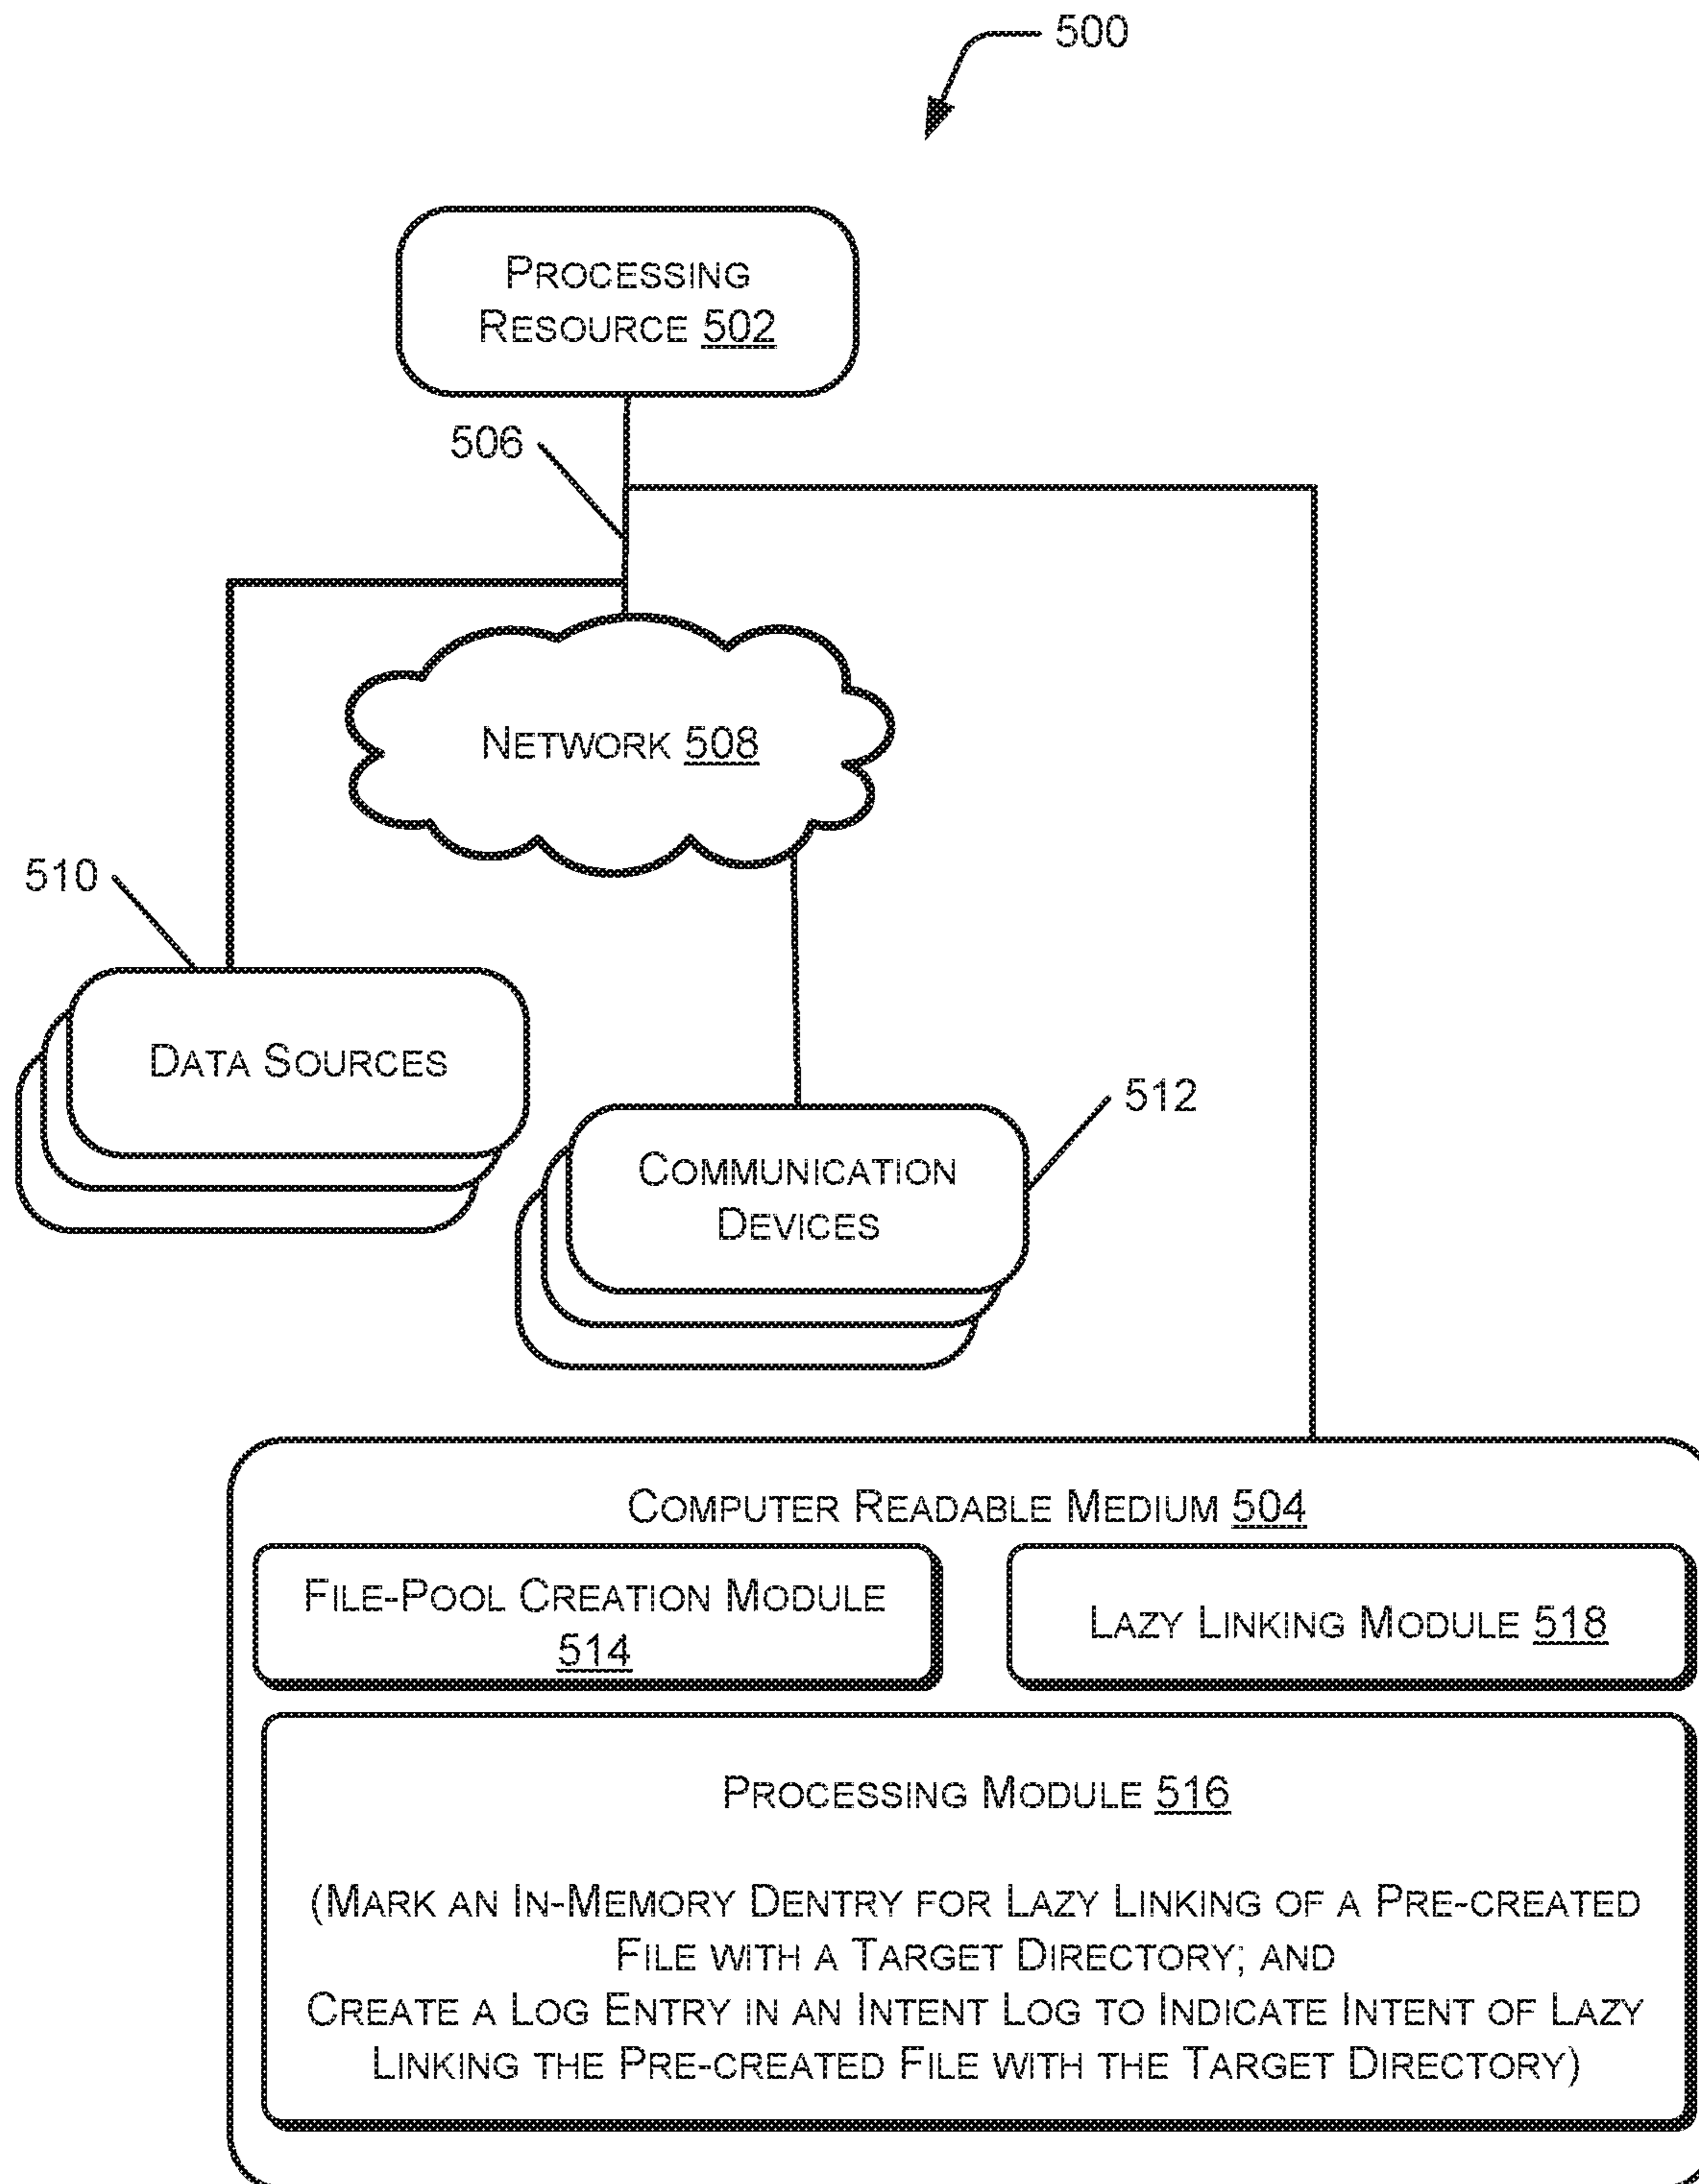 500
PROCESSING
RESOURCE 502
506
NETWORK 508
510
DATA SOURCES
512
COMMUNICATION
DEVICES
COMPUTER READABLE MEDIUM 504
FILE-POOL CREATION MODULE
514
LAZY LINKING MODULE 518
PROCESSING MODULE 516
(MARK AN IN-MEMORY DENTRY FOR LAZY LINKING OF A PRE-CREATED
FILE WITH A TARGET DIRECTORY; AND
CREATE A LOG ENTRY IN AN INTENT LOG TO INDICATE INTENT OF LAZY
LINKING THE PRE-CREATED FILE WITH THE TARGET DIRECTORY)